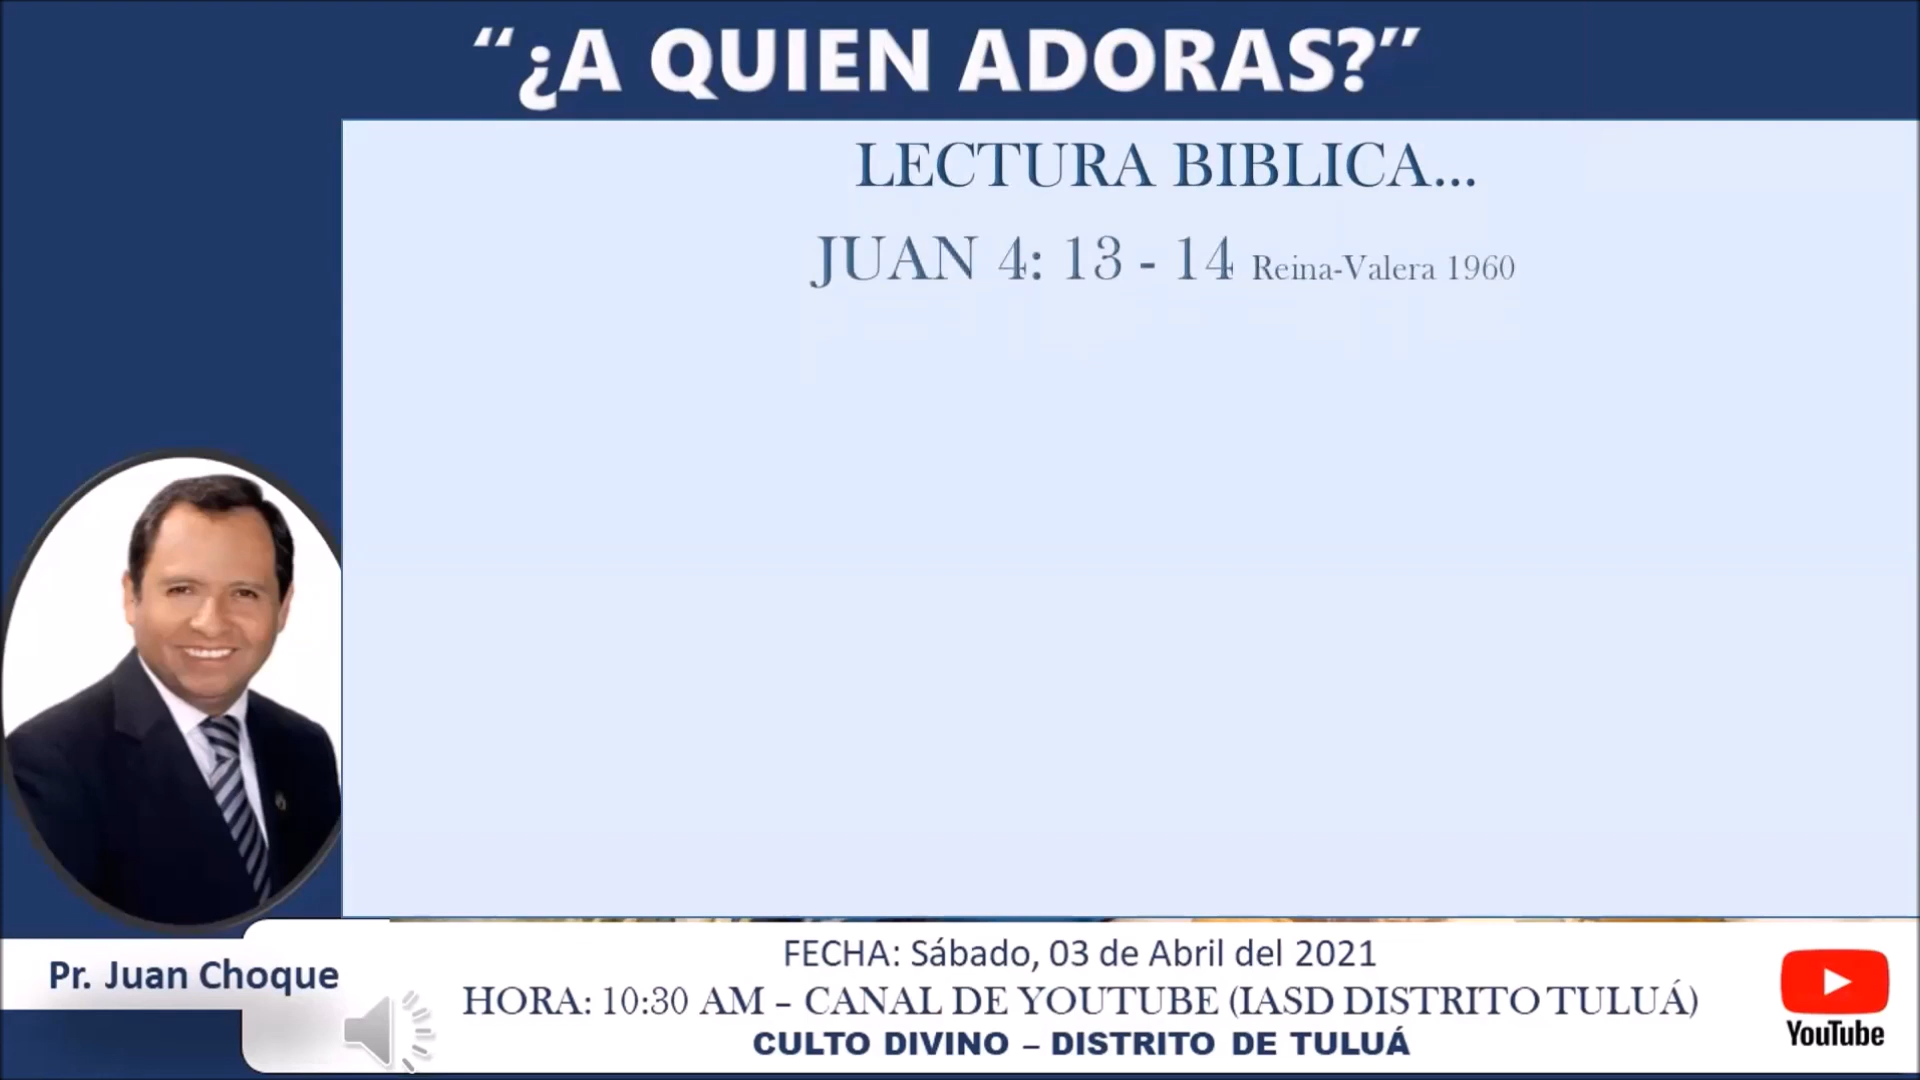 “¿A QUIEN ADORAS?”
LECTURA BIBLICA...
JUAN 4: 13 - 14 Reina-Valera 1960
Pr. Juan Choque
FECHA: Sábado, 03 de Abril del 2021
HORA: 10:30 AM – CANAL DE YOUTUBE (IASD DISTRITO TULUÁ)
CULTO DIVINO – DISTRITO DE TULUÁ
YouTube